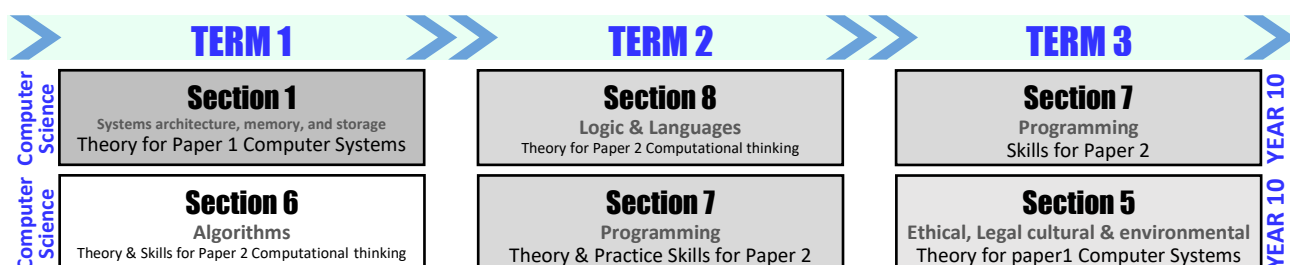 TERM 1
TERM 2
TERM 3
Computer
Science
Section 1
Systems architecture, memory, and storage
Theory for Paper 1 Computer Systems
Section 8
Logic & Languages
Theory for Paper 2 Computational thinking
Section 7
Programming
Skills for Paper 2
YEAR 10
Computer
Science
Section 6
Algorithms
Theory & Skills for Paper 2 Computational thinking
Section 7
Programming
Theory & Practice Skills for Paper 2
Section 5
Ethical, Legal cultural & environmental
Theory for paper1 Computer Systems
YEAR 10